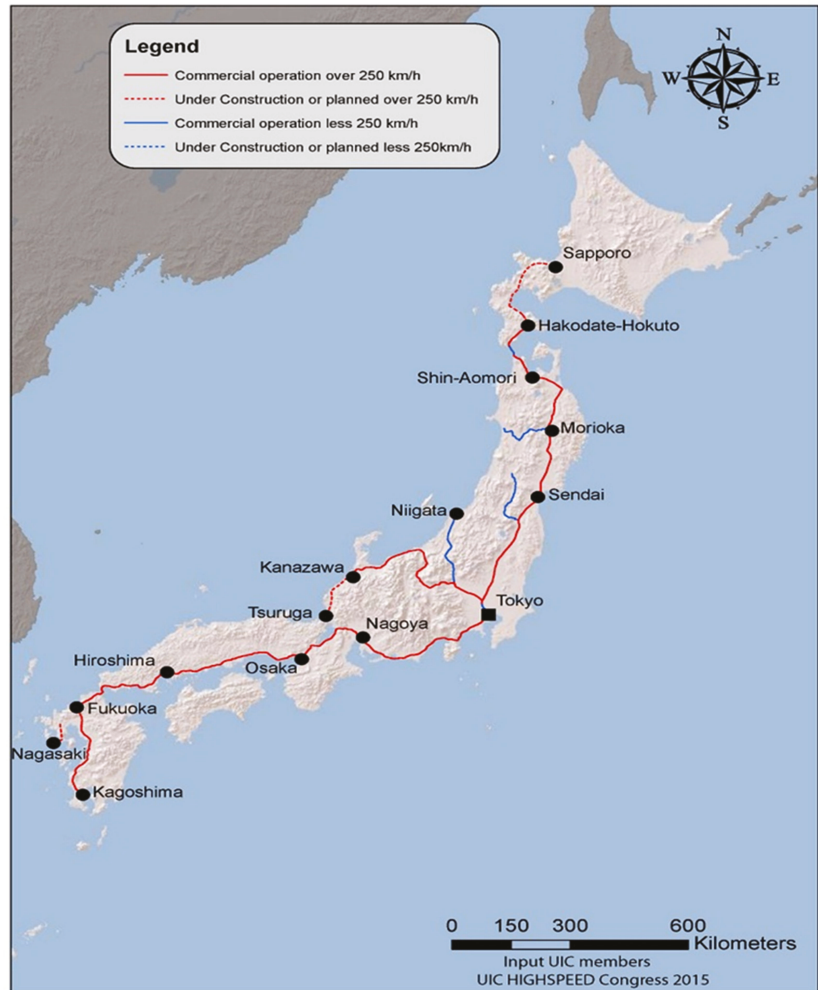 Legend
Commercial operation over 250 km/h
Under Construction or planned over 250 km/h
Commercial operation less 250 km/h
Under Construction or planned less 250km/h
N
W
E
S
Sapporo
Hakodate-Hokuto
Shin-Aomori
Morioka
Sendai
Niigata
Kanazawa
Tokyo
Tsuruga
Nagoya
Hiroshima
Osaka
Fukuoka
Nagasaki
Kagoshima
0 150 300 600
Kilometers
Input UIC members
UIC HIGHSPEED Congress 2015